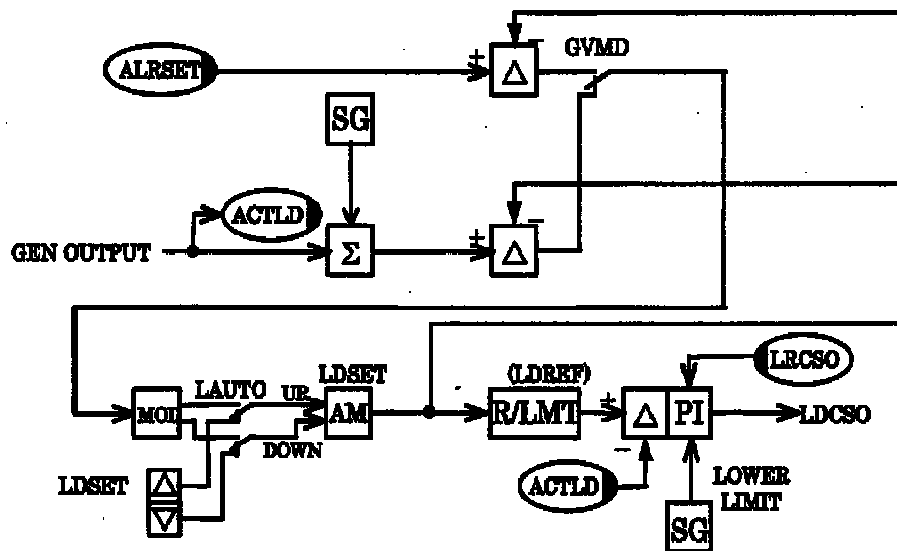 GVMD
ALRSET
+
−
Δ
SG
ACTLD
GEN OUTPUT
Σ
+
−
Δ
LRCSO
LDSET
(LDREF)
LAUTO
UP
MOD
AM
R/LMT
+
Δ
PI
LDCSO
−
DOWN
LDSET
△
▽
ACTLD
LOWER
LIMIT
SG